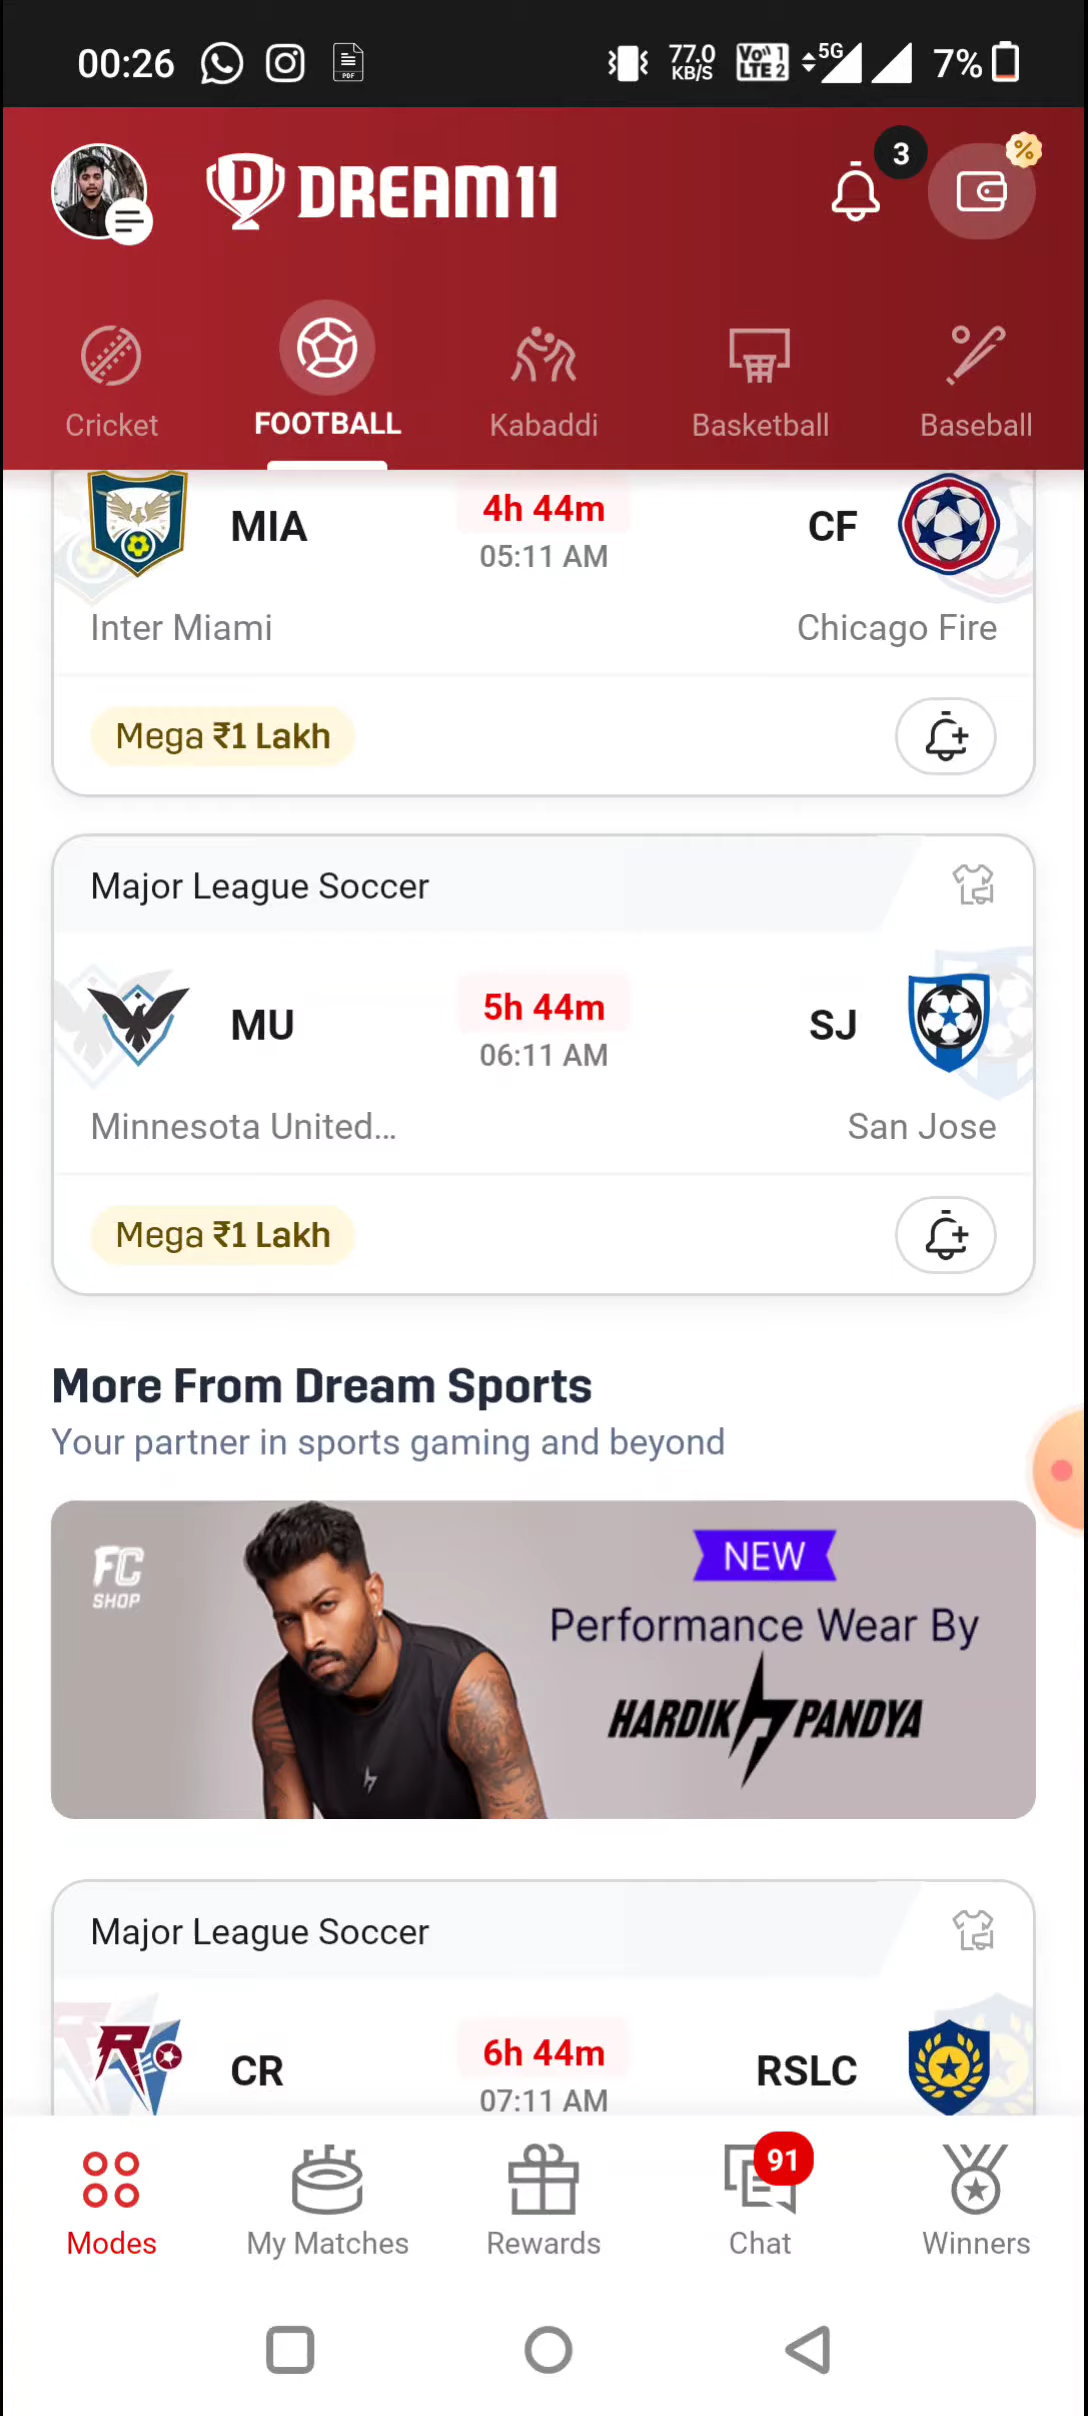 00:26
PDF
77.0 KB/S
Vo)) 1 LTE 2
5G
7%
DREAM11
3
%
Cricket
FOOTBALL
Kabaddi
Basketball
Baseball
MIA
4h 44m
CF
05:11 AM
Inter Miami
Chicago Fire
Mega ₹1 Lakh
Major League Soccer
MU
5h 44m
SJ
06:11 AM
Minnesota United...
San Jose
Mega ₹1 Lakh
More From Dream Sports
Your partner in sports gaming and beyond
FC SHOP
NEW
Performance Wear By
HARDIK PANDYA
Major League Soccer
CR
6h 44m
RSLC
07:11 AM
91
Modes
My Matches
Rewards
Chat
Winners